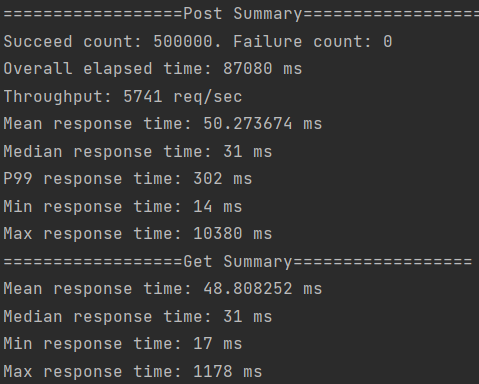 ==================Post Summary==================
Succeed count: 500000. Failure count: 0
Overall elapsed time: 87080 ms
Throughput: 5741 req/sec
Mean response time: 50.273674 ms
Median response time: 31 ms
P99 response time: 302 ms
Min response time: 14 ms
Max response time: 10380 ms
==================Get Summary==================
Mean response time: 48.808252 ms
Median response time: 31 ms
Min response time: 17 ms
Max response time: 1178 ms